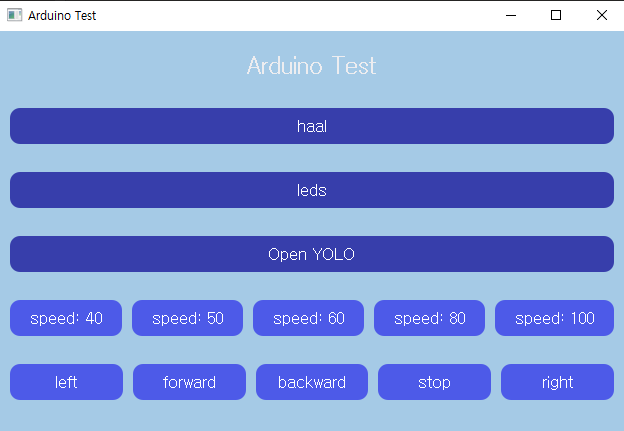 Arduino Test
Arduino Test
haal
leds
Open YOLO
speed: 40 speed: 50 speed: 60 speed: 80 speed: 100
left forward backward stop right